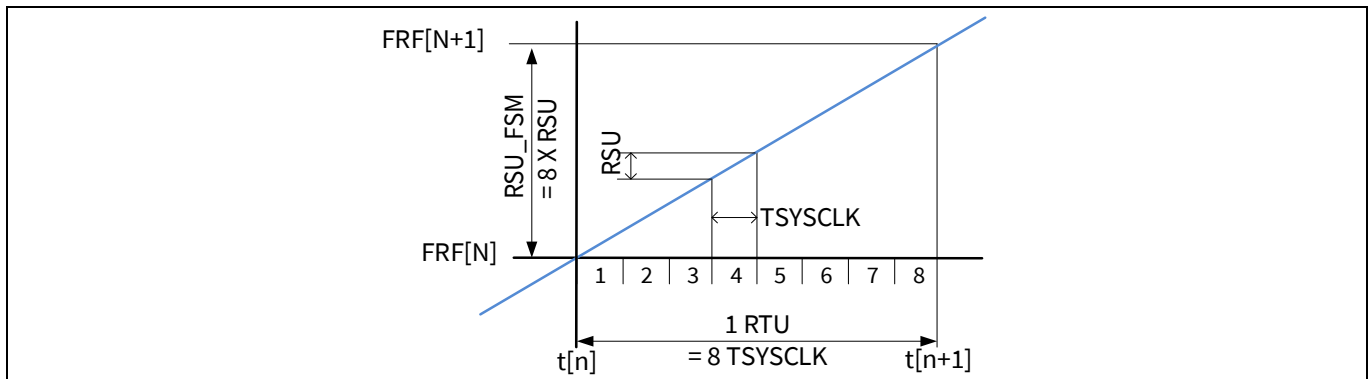 FRF[N+1]
RSU_FSM
= 8 X RSU
RSU
TSYSCLK
FRF[N]
1 2 3 4 5 6 7 8
1 RTU
= 8 TSYSCLK
t[n]
t[n+1]